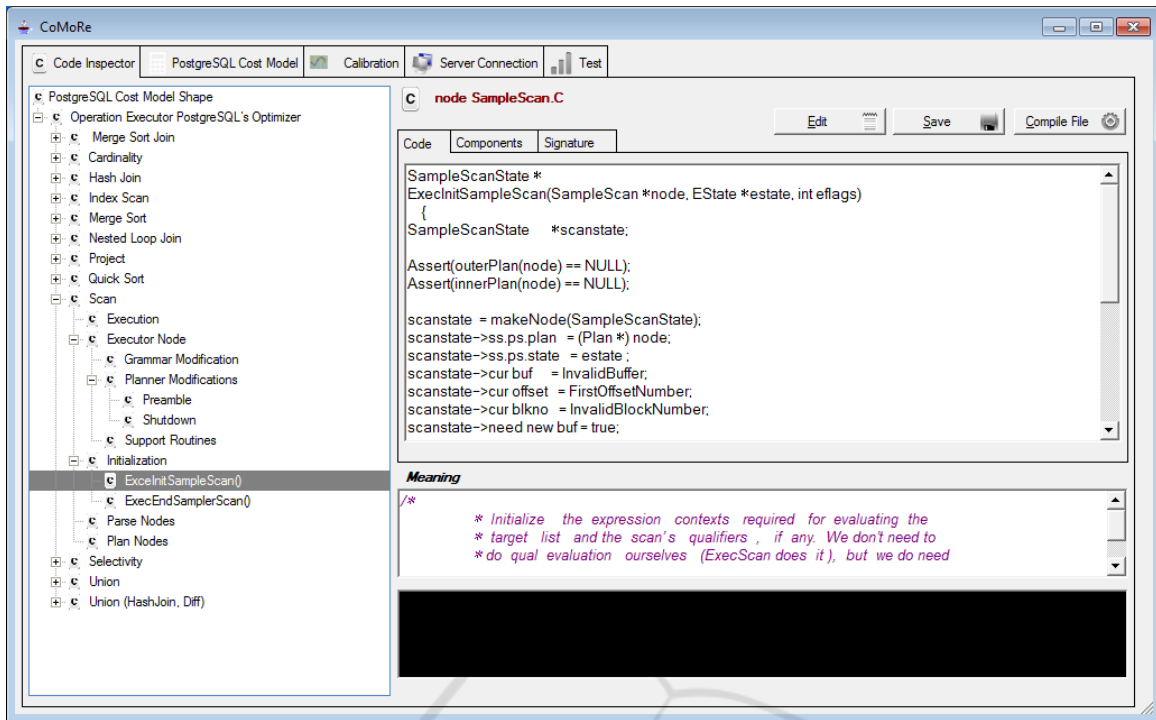 CoMoRe
C Code Inspector PostgreSQL Cost Model Calibration Server Connection Test
PostgreSQL Cost Model Shape
Operation Executor PostgreSQL's Optimizer
Merge Sort Join
Cardinality
Hash Join
Index Scan
Merge Sort
Nested Loop Join
Project
Quick Sort
Scan
Execution
Executor Node
Grammar Modification
Planner Modifications
Preamble
Shutdown
Support Routines
Initialization
ExceInitSampleScan()
ExecEndSamplerScan()
Parse Nodes
Plan Nodes
Selectivity
Union
Union (HashJoin, Diff)
C node SampleScan.C
Edit Save Compile File
Code Components Signature
SampleScanState *
ExecInitSampleScan(SampleScan *node, EState *estate, int eflags)
{
SampleScanState *scanstate;
Assert(outerPlan(node) == NULL);
Assert(innerPlan(node) == NULL);
scanstate = makeNode(SampleScanState);
scanstate->ss.ps.plan = (Plan *) node;
scanstate->ss.ps.state = estate ;
scanstate->cur buf = InvalidBuffer;
scanstate->cur offset = FirstOffsetNumber;
scanstate->cur blkno = InvalidBlockNumber;
scanstate->need new buf = true;
Meaning
/*
* Initialize the expression contexts required for evaluating the
* target list and the scan's qualifiers , if any. We don't need to
* do qual evaluation ourselves (ExecScan does it ), but we do need